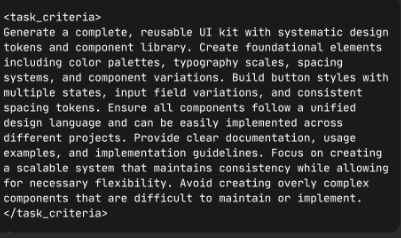 <task_criteria>
Generate a complete, reusable UI kit with systematic design
tokens and component library. Create foundational elements
including color palettes, typography scales, spacing
systems, and component variations. Build button styles with
multiple states, input field variations, and consistent
spacing tokens. Ensure all components follow a unified
design language and can be easily implemented across
different projects. Provide clear documentation, usage
examples, and implementation guidelines. Focus on creating
a scalable system that maintains consistency while allowing
for necessary flexibility. Avoid creating overly complex
components that are difficult to maintain or implement.
</task_criteria>